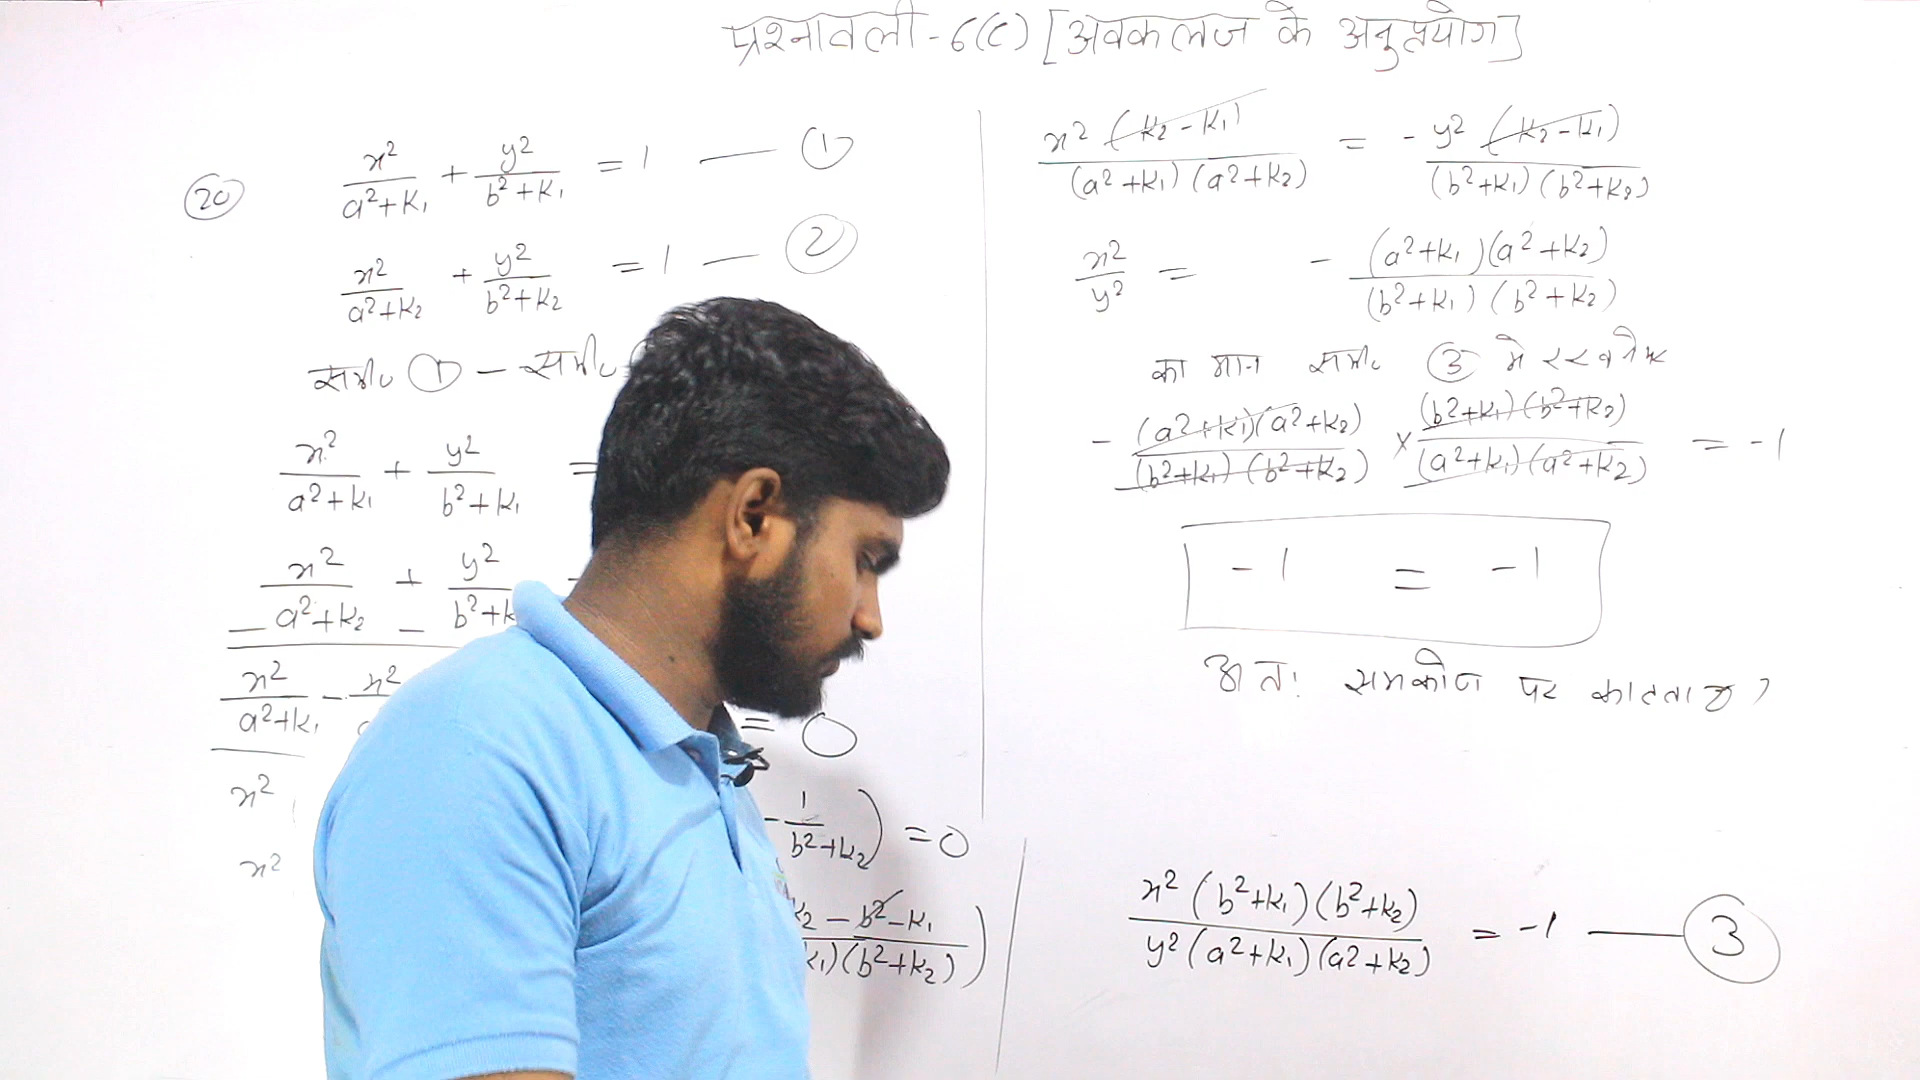 प्रश्नावली-6(C) [अवकलज के अनुप्रयोग]
(20) x²/(a²+k₁) + y²/(b²+k₁) = 1 — (1)
x²/(a²+k₂) + y²/(b²+k₂) = 1 — (2)
समी० (1) - समी०
x²/(a²+k₁) + y²/(b²+k₁) =
x²/(a²+k₂) + y²/(b²+k
x²/(a²+k₁) - x² = 0
x² - 1/(b²+k₂)) = 0
x² k₂ - b² - k₁ / k₁)(b²+k₂))
x²(k₂-k₁)/(a²+k₁)(a²+k₂) = - y²(k₂-k₁)/(b²+k₁)(b²+k₂)
x²/y² = - (a²+k₁)(a²+k₂)/(b²+k₁)(b²+k₂)
का मान समी० (3) मे रखने पर
- (a²+k₁)(a²+k₂)/(b²+k₁)(b²+k₂) × (b²+k₁)(b²+k₂)/(a²+k₁)(a²+k₂) = -1
-1 = -1
अतः समकोण पर काटता है
x²(b²+k₁)(b²+k₂)/y²(a²+k₁)(a²+k₂) = -1 — (3)